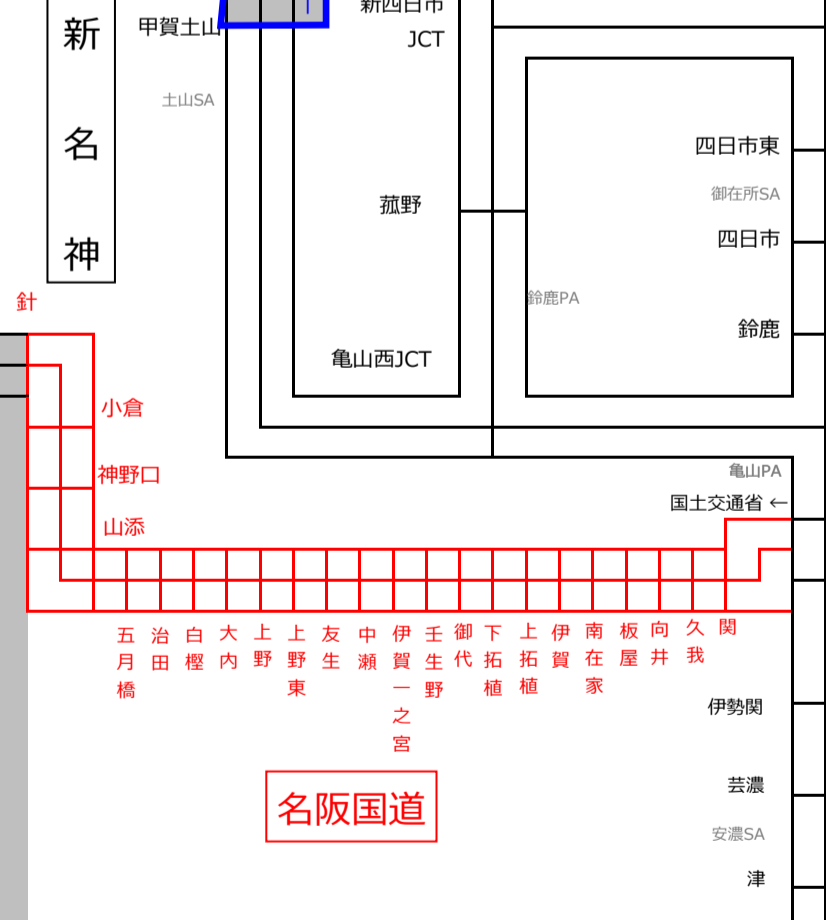 新四日市
JCT
甲賀土山
新名神
土山SA
四日市東
御在所SA
菰野
四日市
鈴鹿PA
針
鈴鹿
亀山西JCT
小倉
神野口
亀山PA
国土交通省 ←
山添
五月橋
治田
白樫
大内
上野
上野東
友生
中瀬
伊賀一之宮
壬生野
御代
下拓植
上拓植
伊賀
南在家
板屋
向井
久我
関
伊勢関
芸濃
名阪国道
安濃SA
津